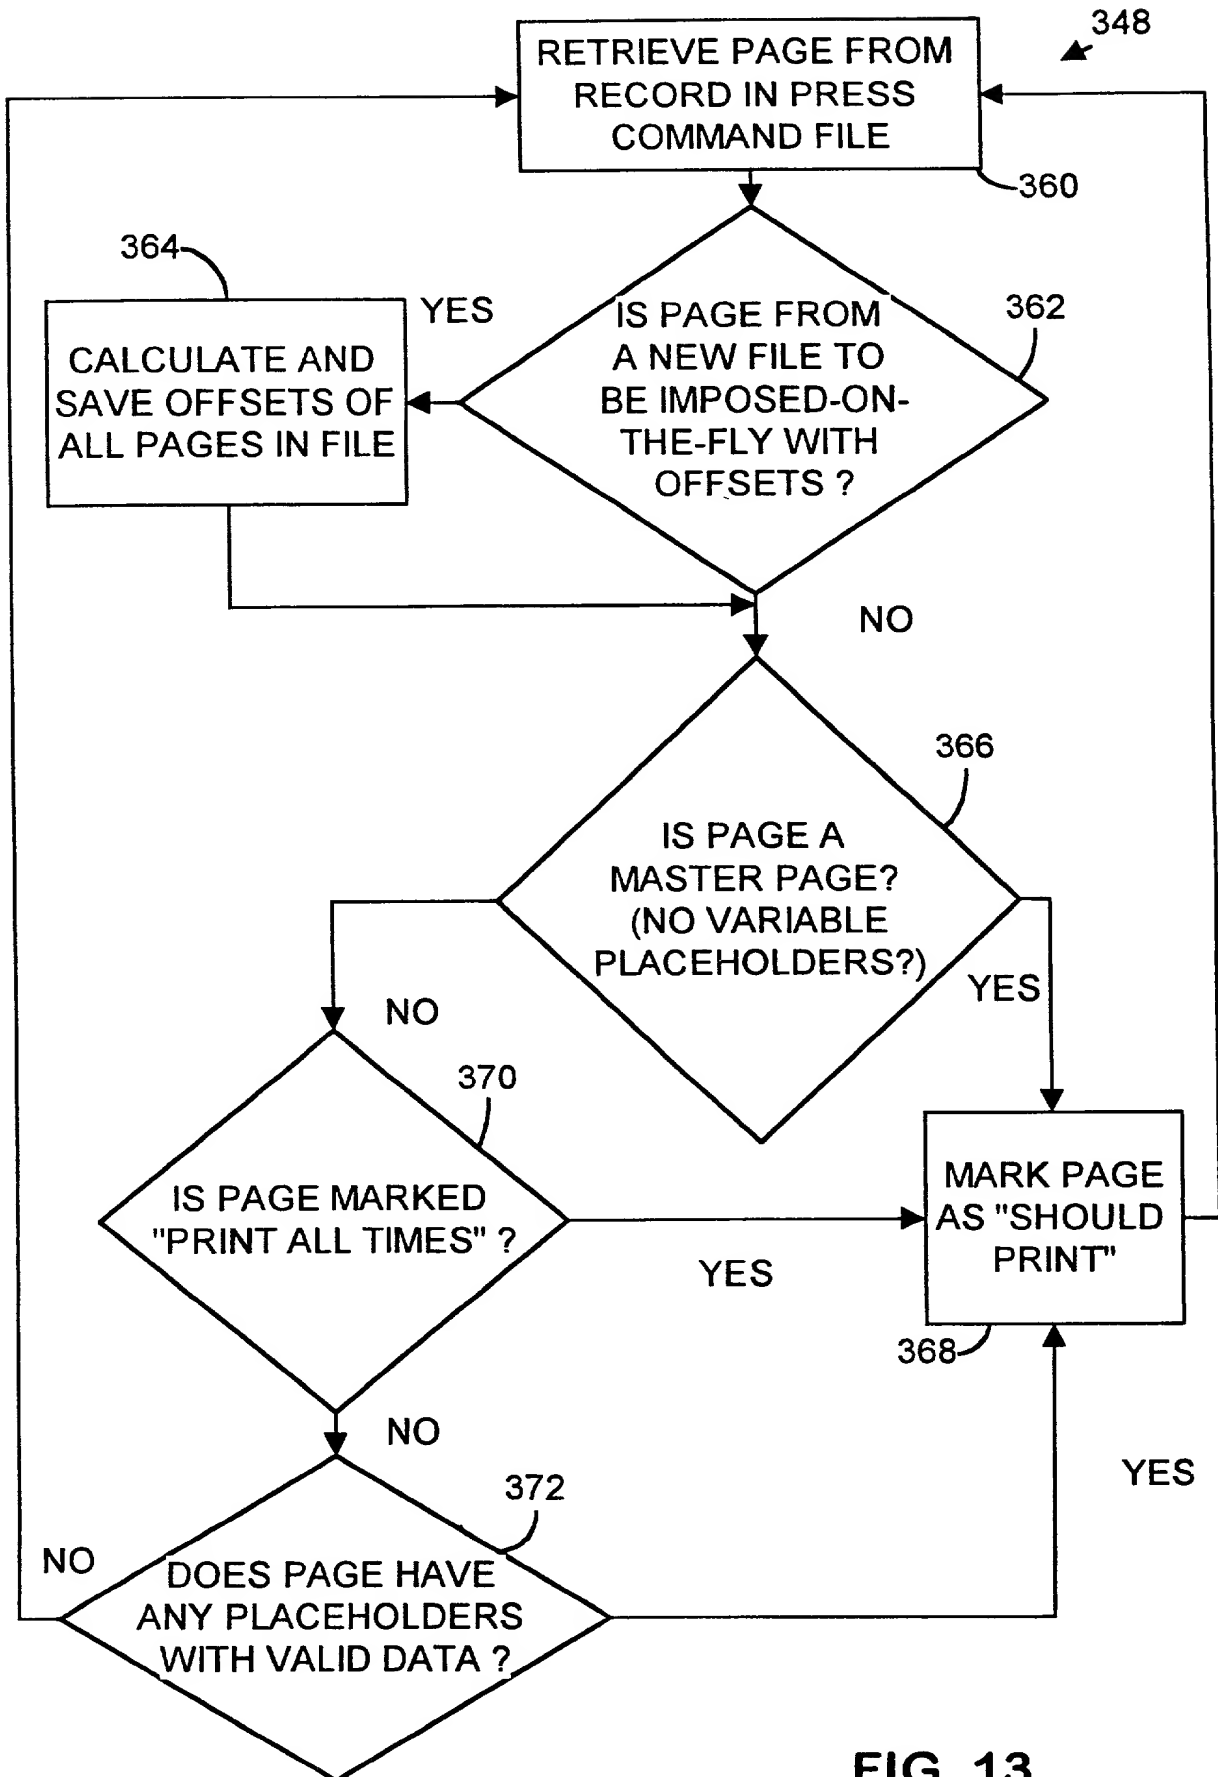 348
RETRIEVE PAGE FROM
RECORD IN PRESS
COMMAND FILE
360
364
YES
362
IS PAGE FROM
A NEW FILE TO
BE IMPOSED-ON-
THE-FLY WITH
OFFSETS ?
CALCULATE AND
SAVE OFFSETS OF
ALL PAGES IN FILE
NO
366
IS PAGE A
MASTER PAGE?
(NO VARIABLE
PLACEHOLDERS?)
YES
NO
370
IS PAGE MARKED
"PRINT ALL TIMES" ?
YES
MARK PAGE
AS "SHOULD
PRINT"
368
NO
YES
372
NO
DOES PAGE HAVE
ANY PLACEHOLDERS
WITH VALID DATA ?
FIG. 13